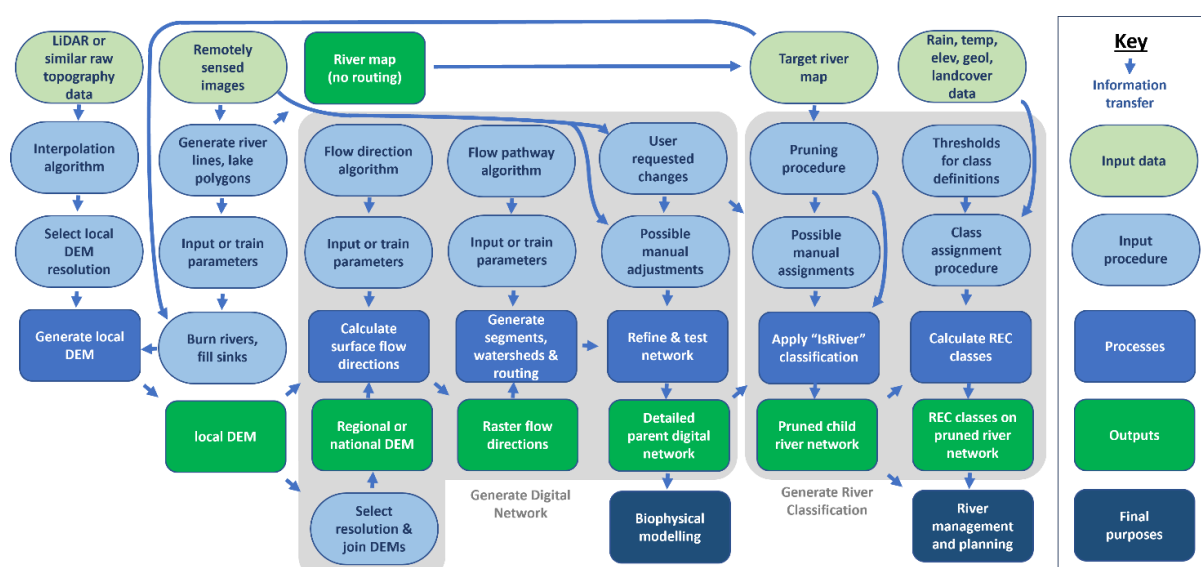 LiDAR or
similar raw
topography
data
Remotely
sensed
images
River map
(no routing)
Target river
map
Rain, temp,
elev, geol,
landcover
data
Key
Information
transfer
Interpolation
algorithm
Generate river
lines, lake
polygons
Flow direction
algorithm
Flow pathway
algorithm
User
requested
changes
Pruning
procedure
Thresholds
for class
definitions
Input data
Select local
DEM
resolution
Input or train
parameters
Input or train
parameters
Input or train
parameters
Possible
manual
adjustments
Possible
manual
assignments
Class
assignment
procedure
Input
procedure
Generate local
DEM
Burn rivers,
fill sinks
Calculate
surface flow
directions
Generate
segments,
watersheds &
routing
Refine & test
network
Apply “IsRiver”
classification
Calculate REC
classes
Processes
local DEM
Regional or
national DEM
Raster flow
directions
Detailed
parent digital
network
Pruned child
river network
REC classes on
pruned river
network
Outputs
Select
resolution &
join DEMs
Generate Digital
Network
Biophysical
modelling
Generate River
Classification
River
management
and planning
Final
purposes